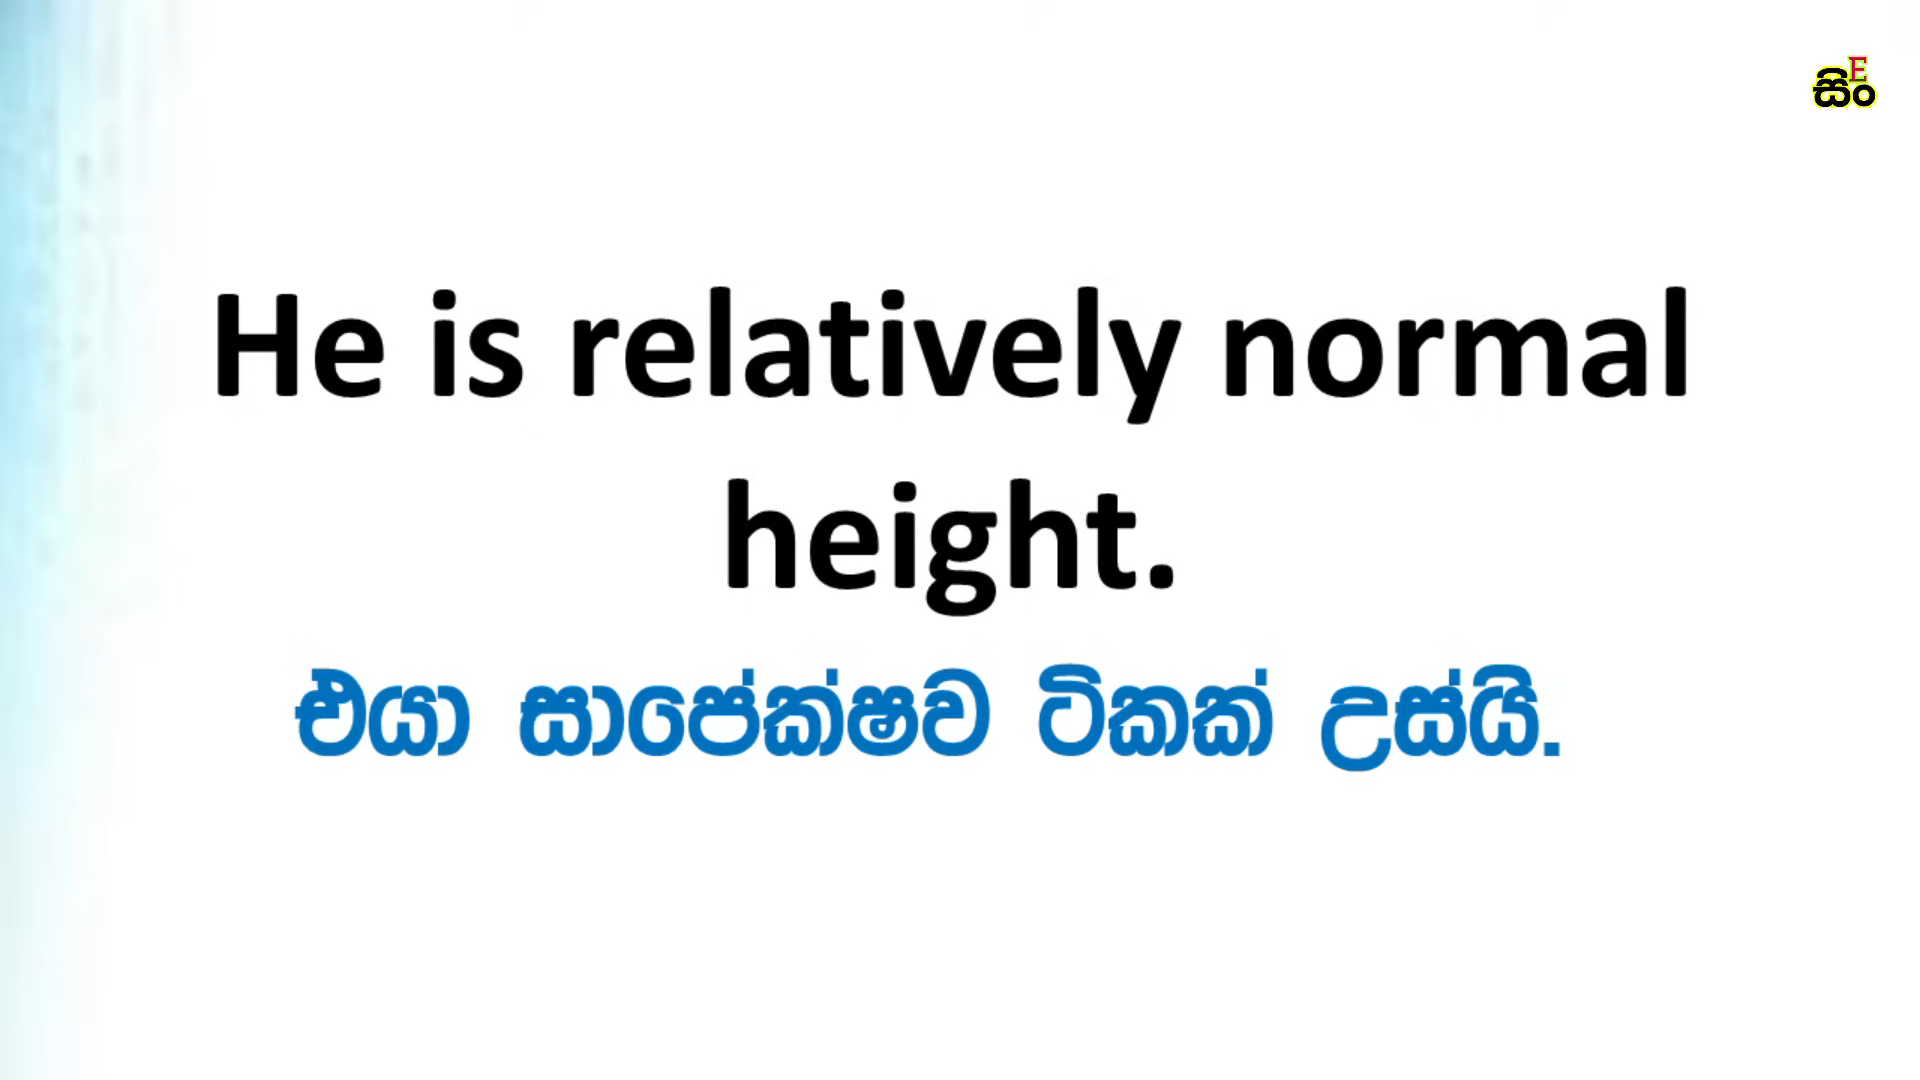 සිං
E
He is relatively normal
height.
එයා සාපේක්ෂව ටිකක් උස්යි.